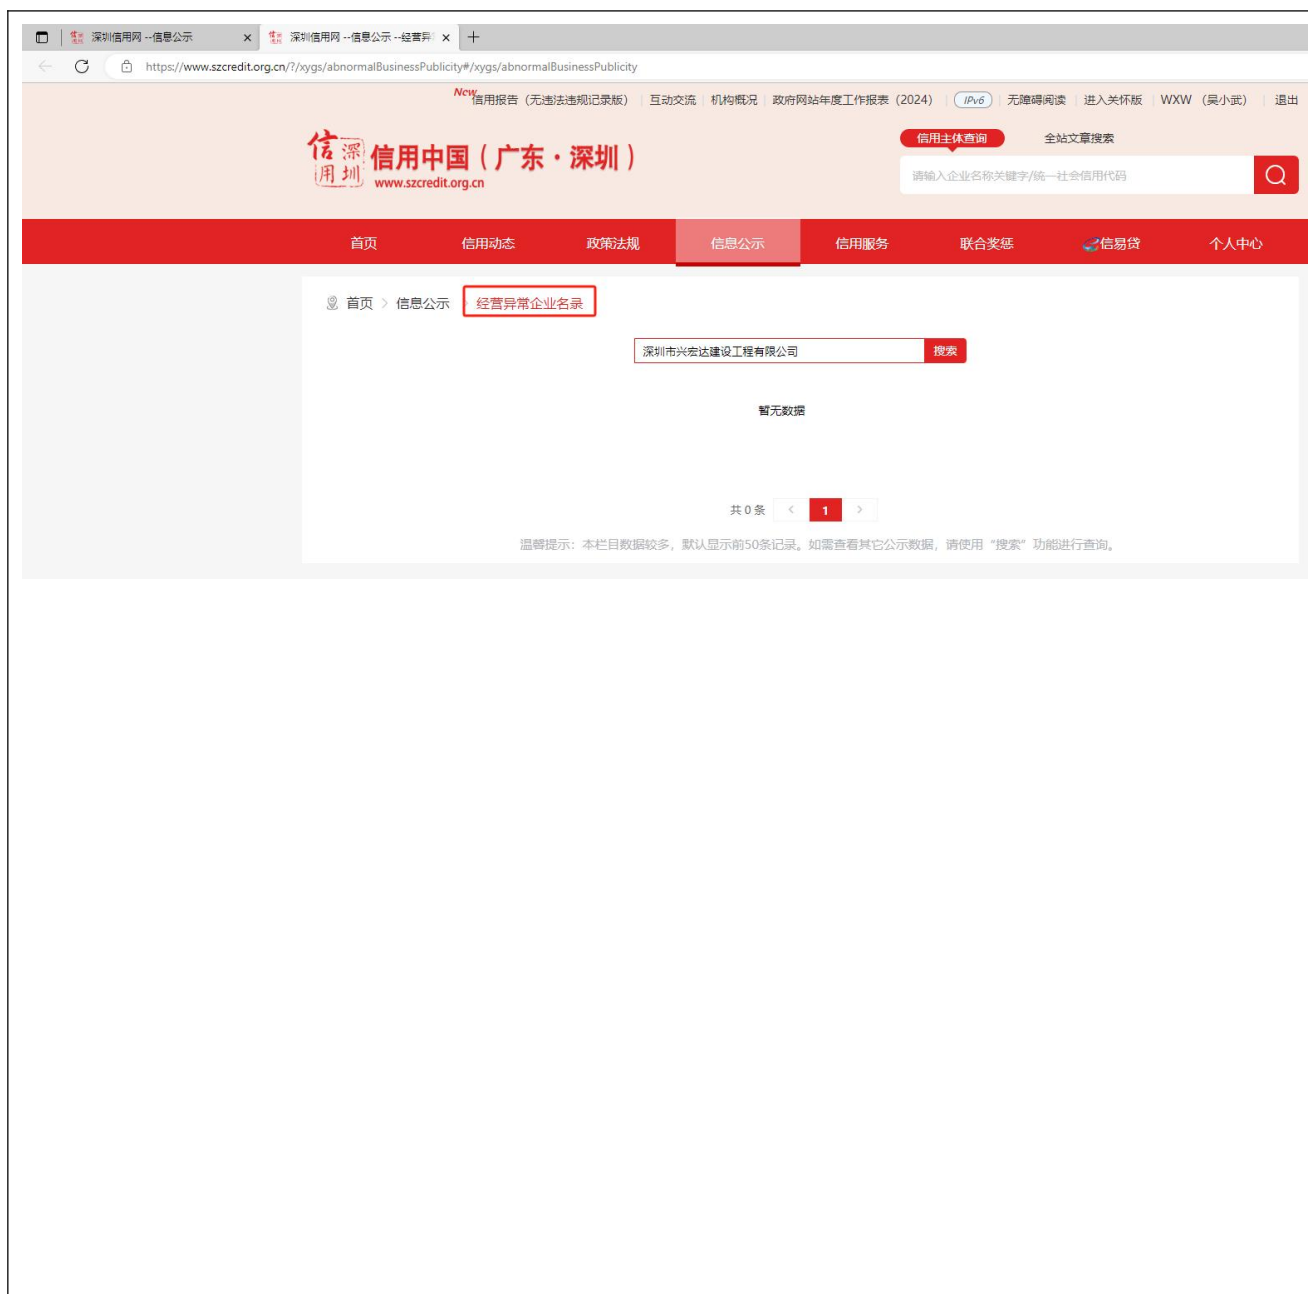 深圳信用网 --信息公示
深圳信用网 --信息公示 --经营异
https://www.szcredit.org.cn/?/xygs/abnormalBusinessPublicity#/xygs/abnormalBusinessPublicity
New信用报告（无违法违规记录版） 互动交流 机构概况 政府网站年度工作报表（2024） IPv6 无障碍阅读 进入关怀版 WXW （吴小武） 退出
信用 深圳
信用中国（广东·深圳）
www.szcredit.org.cn
信用主体查询 全站文章搜索
请输入企业名称关键字/统一社会信用代码
首页 信用动态 政策法规 信息公示 信用服务 联合奖惩 信易贷 个人中心
首页 > 信息公示 > 经营异常企业名录
深圳市兴宏达建设工程有限公司 搜索
暂无数据
共 0 条 < 1 >
温馨提示：本栏目数据较多，默认显示前50条记录。如需查看其它公示数据，请使用“搜索”功能进行查询。